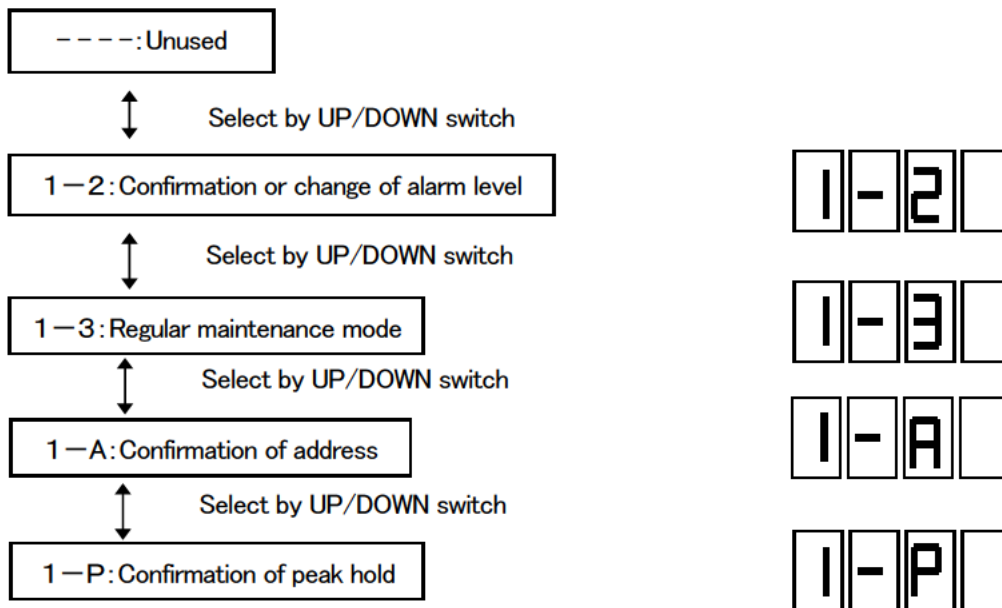 ----:Unused
Select by UP/DOWN switch
1-2:Confirmation or change of alarm level
1-2
Select by UP/DOWN switch
1-3:Regular maintenance mode
1-3
Select by UP/DOWN switch
1-A:Confirmation of address
1-A
Select by UP/DOWN switch
1-P:Confirmation of peak hold
1-P